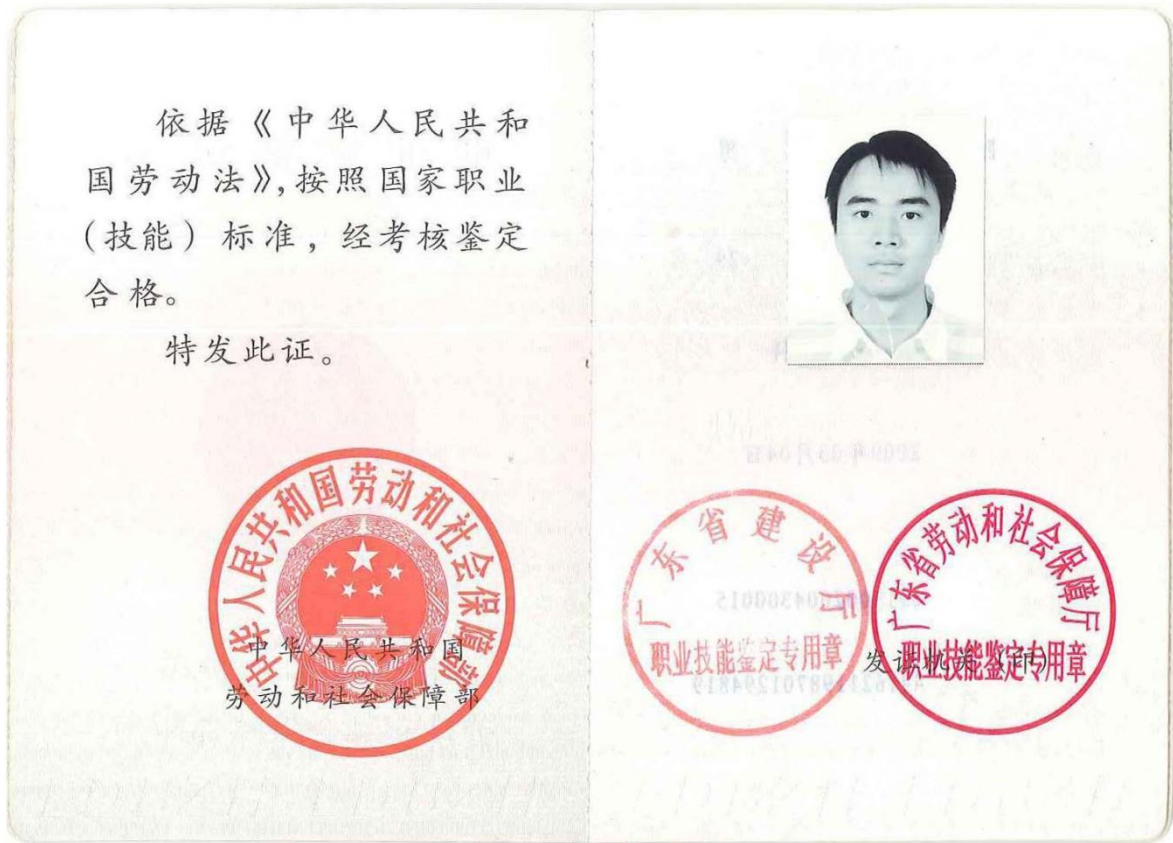 依据《中华人民共和
国劳动法》，按照国家职业
（技能）标准，经考核鉴定
合格。
特发此证。
中华人民共和国劳动和社会保障部
中华人民共和国
劳动和社会保障部
广东省建设厅
职业技能鉴定专用章
广东省劳动和社会保障厅
职业技能鉴定专用章
发证机关（印）